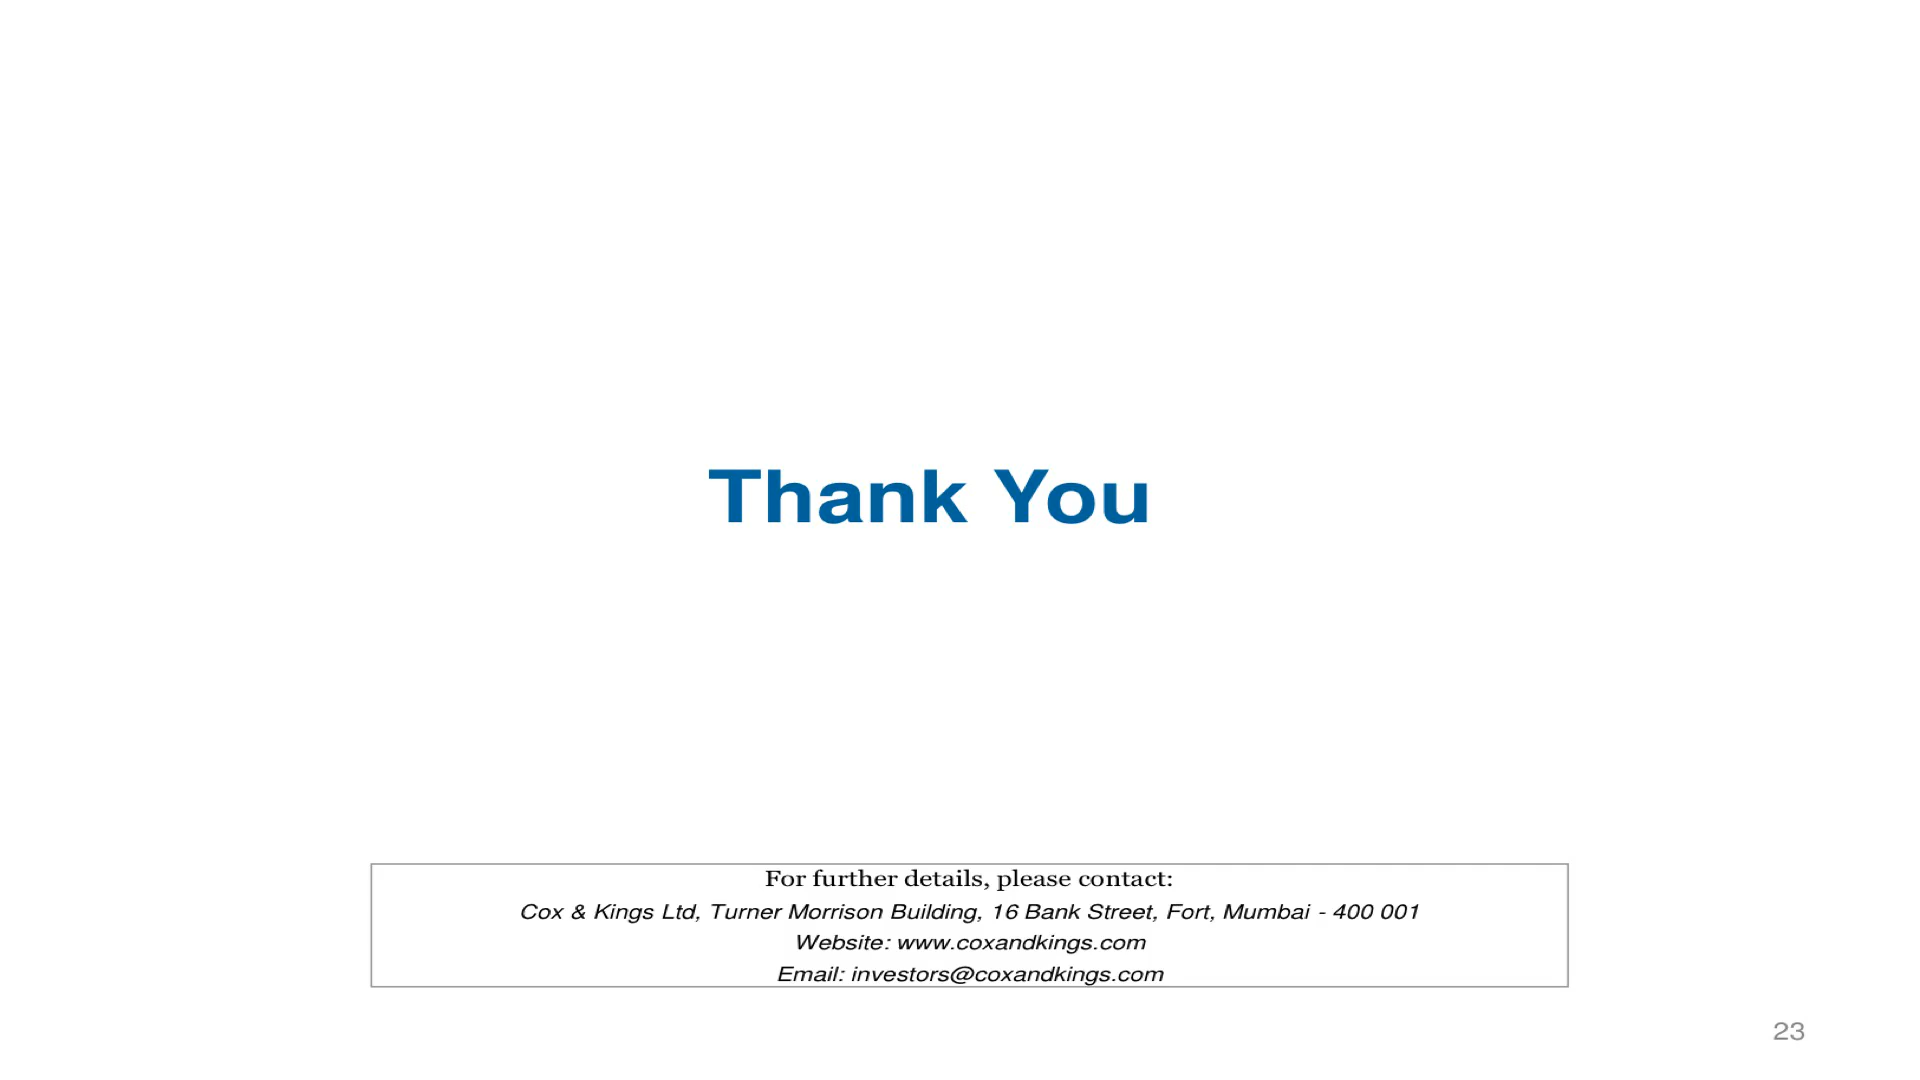 Thank You
For further details, please contact:
Cox & Kings Ltd, Turner Morrison Building, 16 Bank Street, Fort, Mumbai - 400 001
Website: www.coxandkings.com
Email: investors@coxandkings.com
23